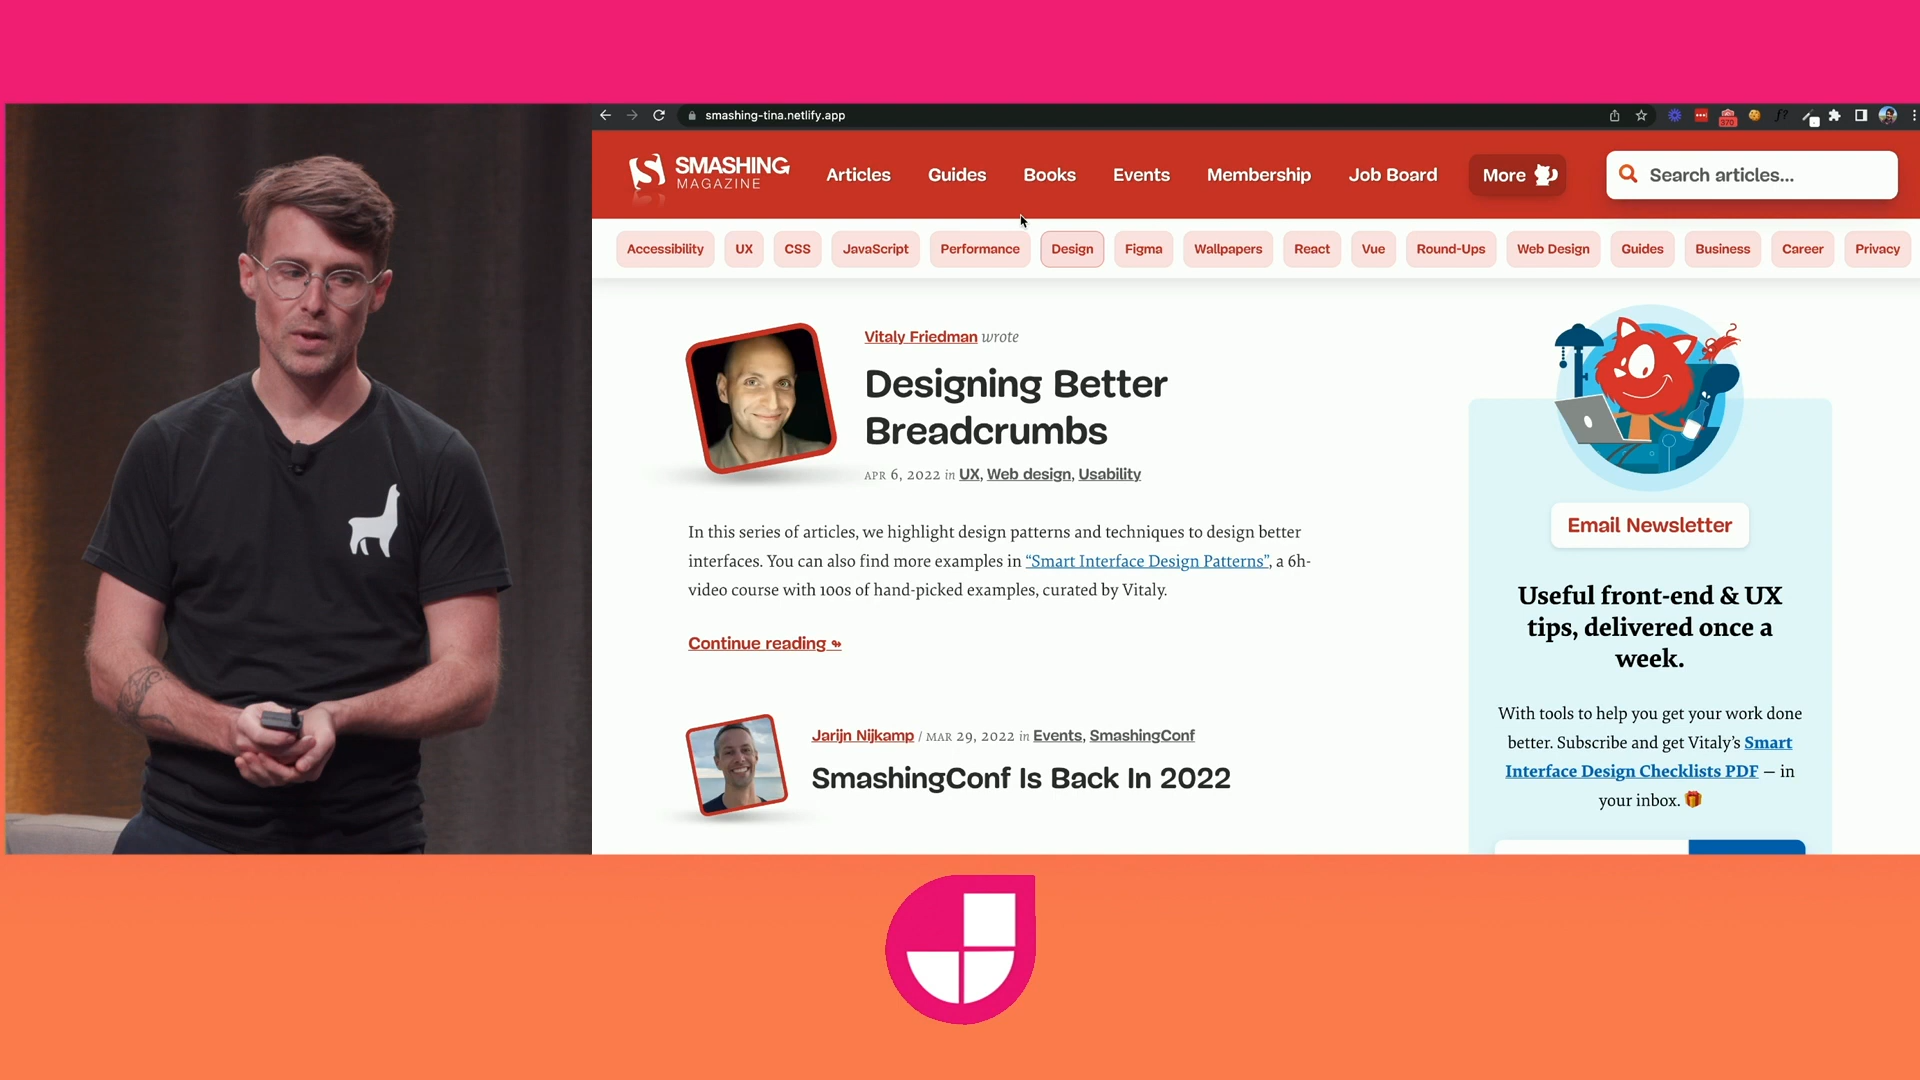 smashing-tina.netlify.app
370
SMASHING
MAGAZINE
Articles
Guides
Books
Events
Membership
Job Board
More
Search articles...
Accessibility
UX
CSS
JavaScript
Performance
Design
Figma
Wallpapers
React
Vue
Round-Ups
Web Design
Guides
Business
Career
Privacy
Vitaly Friedman wrote
Designing Better
Breadcrumbs
APR 6, 2022 in UX, Web design, Usability
In this series of articles, we highlight design patterns and techniques to design better
interfaces. You can also find more examples in “Smart Interface Design Patterns”, a 6h-
video course with 100s of hand-picked examples, curated by Vitaly.
Continue reading
Jarijn Nijkamp / MAR 29, 2022 in Events, SmashingConf
SmashingConf Is Back In 2022
Email Newsletter
Useful front-end & UX
tips, delivered once a
week.
With tools to help you get your work done
better. Subscribe and get Vitaly’s Smart
Interface Design Checklists PDF — in
your inbox.